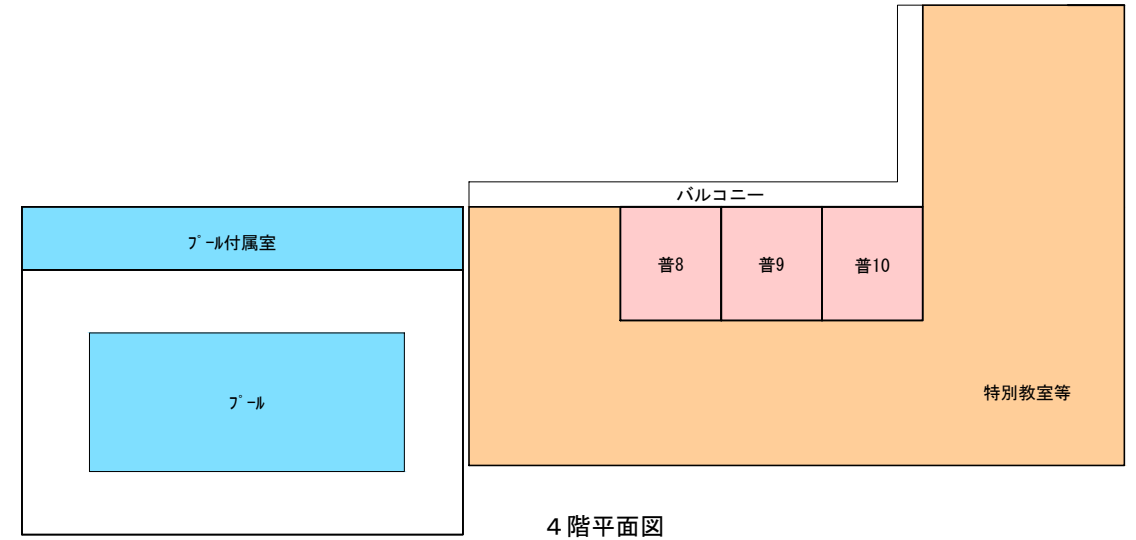 バルコニー
ﾌﾟｰﾙ付属室
普8
普9
普10
特別教室等
ﾌﾟｰﾙ
４階平面図